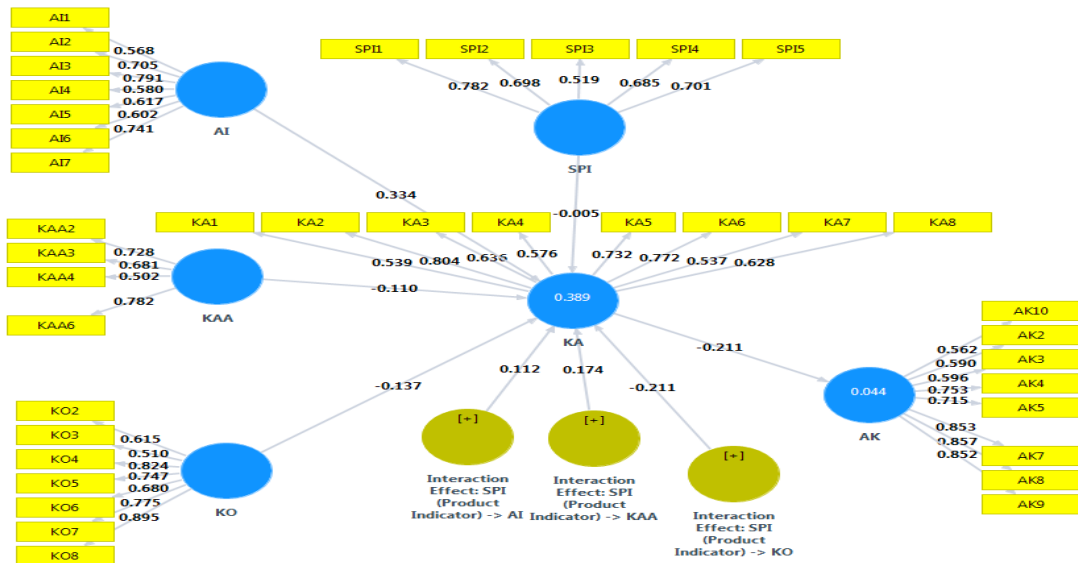 AI1
AI2
AI3
AI4
AI5
AI6
AI7
0.568
0.705
0.791
0.580
0.617
0.602
0.741
AI
SPI1
SPI2
SPI3
SPI4
SPI5
0.782
0.698
0.519
0.685
0.701
SPI
0.334
-0.005
KA1
KA2
KA3
KA4
KA5
KA6
KA7
KA8
0.539
0.804
0.636
0.576
0.732
0.772
0.537
0.628
0.389
KA
KAA2
KAA3
KAA4
KAA6
0.728
0.681
0.502
0.782
KAA
-0.110
-0.137
0.112
0.174
-0.211
-0.211
AK10
AK2
AK3
AK4
AK5
AK7
AK8
AK9
0.562
0.590
0.596
0.753
0.715
0.853
0.857
0.852
0.044
AK
KO2
KO3
KO4
KO5
KO6
KO7
KO8
0.615
0.510
0.824
0.747
0.680
0.775
0.895
KO
[+]
Interaction
Effect: SPI
(Product
Indicator) -> AI
[+]
Interaction
Effect: SPI
(Product
Indicator) -> KAA
[+]
Interaction
Effect: SPI
(Product
Indicator) -> KO